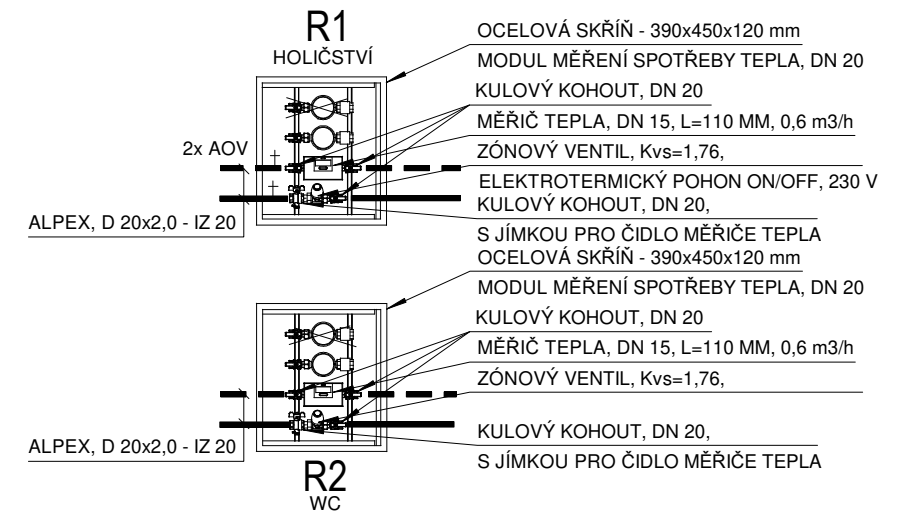 R1
HOLIČSTVÍ
OCELOVÁ SKŘÍŇ - 390x450x120 mm
MODUL MĚŘENÍ SPOTŘEBY TEPLA, DN 20
KULOVÝ KOHOUT, DN 20
MĚŘIČ TEPLA, DN 15, L=110 MM, 0,6 m3/h
2x AOV
ZÓNOVÝ VENTIL, Kvs=1,76,
ELEKTROTERMICKÝ POHON ON/OFF, 230 V
KULOVÝ KOHOUT, DN 20,
ALPEX, D 20x2,0 - IZ 20
S JÍMKOU PRO ČIDLO MĚŘIČE TEPLA
OCELOVÁ SKŘÍŇ - 390x450x120 mm
MODUL MĚŘENÍ SPOTŘEBY TEPLA, DN 20
KULOVÝ KOHOUT, DN 20
MĚŘIČ TEPLA, DN 15, L=110 MM, 0,6 m3/h
ZÓNOVÝ VENTIL, Kvs=1,76,
KULOVÝ KOHOUT, DN 20,
ALPEX, D 20x2,0 - IZ 20
S JÍMKOU PRO ČIDLO MĚŘIČE TEPLA
R2
WC